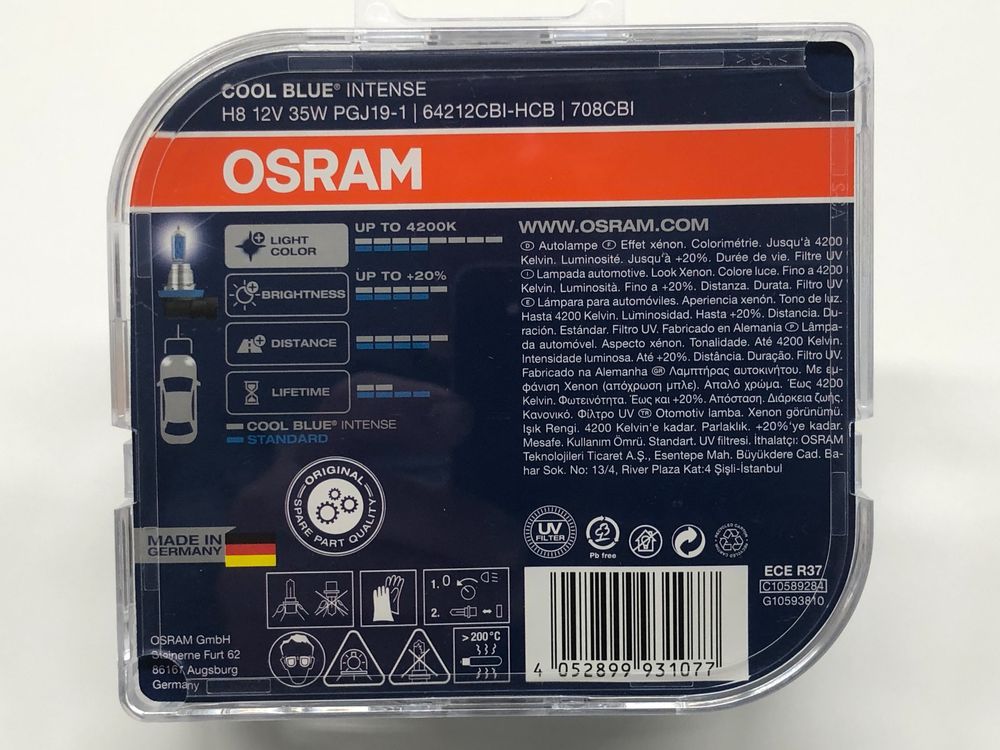 COOL BLUE® INTENSE
H8 12V 35W PGJ19-1 | 64212CBI-HCB | 708CBI
OSRAM
LIGHT COLOR
UP TO 4200K
BRIGHTNESS
UP TO +20%
DISTANCE
LIFETIME
COOL BLUE® INTENSE
STANDARD
WWW.OSRAM.COM
D Autolampe F Effet xénon. Colorimétrie. Jusqu'à 4200
Kelvin. Luminosité. Jusqu'à +20%. Durée de vie. Filtre UV
I Lampada automotive. Look Xenon. Colore luce. Fino a 4200
Kelvin. Luminosità. Fino a +20%. Distanza. Durata. Filtro UV
E Lámpara para automóviles. Aperiencia xenón. Tono de luz.
Hasta 4200 Kelvin. Luminosidad. Hasta +20%. Distancia. Du-
ración. Estándar. Filtro UV. Fabricado en Alemania P Lâmpa-
da automóvel. Aspecto xénon. Tonalidade. Até 4200 Kelvin.
Intensidade luminosa. Até +20%. Distância. Duração. Filtro UV.
Fabricado na Alemanha GR Λαμπτήρας αυτοκινήτου. Με εμ-
φάνιση Xenon (απόχρωση μπλε). Απαλό χρώμα. Έως 4200
Kelvin. Φωτεινότητα. Έως και +20%. Απόσταση. Διάρκεια ζωής.
Κανονικό. Φίλτρο UV TR Otomotiv lamba. Xenon görünümü.
Işık Rengi. 4200 Kelvin'e kadar. Parlaklık. +20%'ye kadar.
Mesafe. Kullanım Ömrü. Standart. UV filtresi. İthalatçı: OSRAM
Teknolojileri Ticaret A.Ş., Esentepe Mah. Büyükdere Cad. Ba-
har Sok. No: 13/4, River Plaza Kat:4 Şişli-İstanbul
ORIGINAL
SPARE PART QUALITY
UV
FILTER
Pb free
MADE IN
GERMANY
ECE R37
C10589284
G10593810
1. 0
2.
>200°C
OSRAM GmbH
Steinerne Furt 62
86167 Augsburg
Germany
4 052899 931077